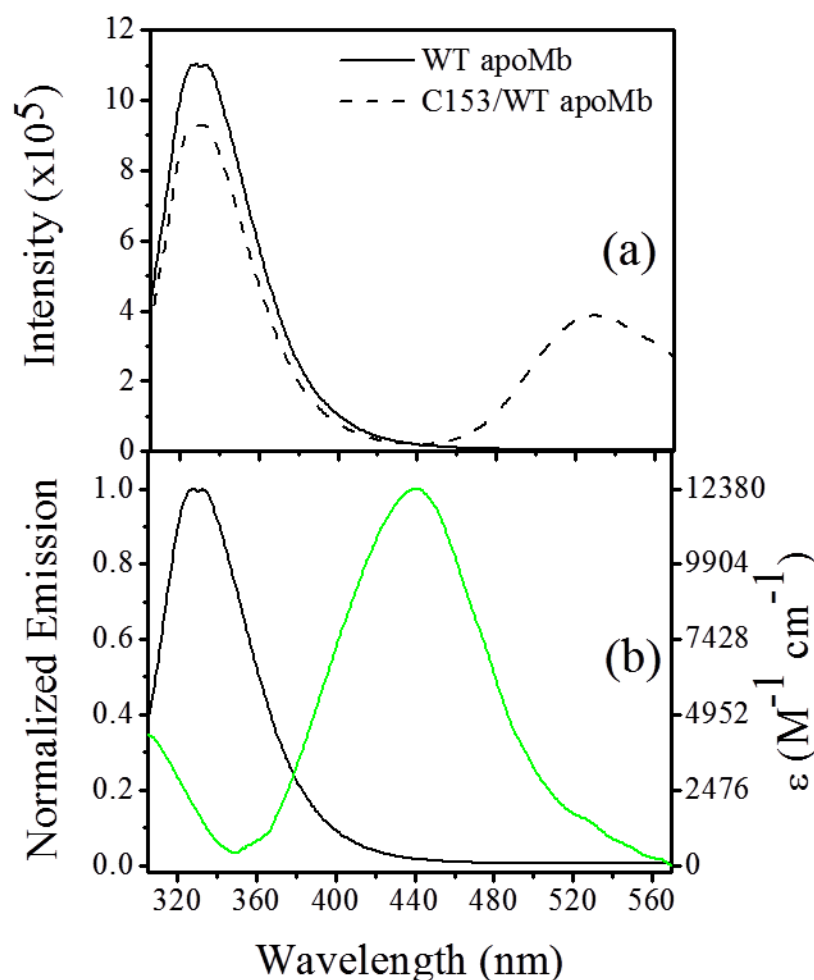 12
10
8
6
4
2
0
Intensity (x10⁵)
WT apoMb
C153/WT apoMb
(a)
1.0
0.8
0.6
0.4
0.2
0.0
Normalized Emission
(b)
12380
9904
7428
4952
2476
0
ε (M⁻¹ cm⁻¹)
320 360 400 440 480 520 560
Wavelength (nm)